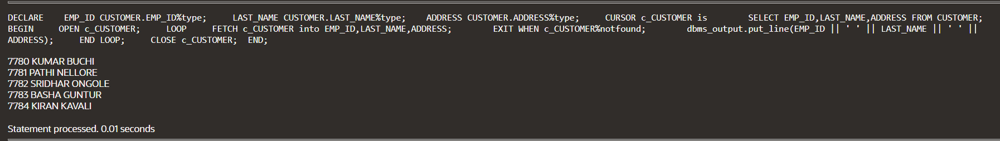 DECLARE    EMP_ID CUSTOMER.EMP_ID%type;     LAST_NAME CUSTOMER.LAST_NAME%type;    ADDRESS CUSTOMER.ADDRESS%type;     CURSOR c_CUSTOMER is        SELECT EMP_ID,LAST_NAME,ADDRESS FROM CUSTOMER;
BEGIN     OPEN c_CUSTOMER;     LOOP     FETCH c_CUSTOMER into EMP_ID,LAST_NAME,ADDRESS;        EXIT WHEN c_CUSTOMER%notfound;        dbms_output.put_line(EMP_ID || ' ' || LAST_NAME || ' ' ||
ADDRESS);     END LOOP;     CLOSE c_CUSTOMER;  END;
7780 KUMAR BUCHI
7781 PATHI NELLORE
7782 SRIDHAR ONGOLE
7783 BASHA GUNTUR
7784 KIRAN KAVALI
Statement processed. 0.01 seconds